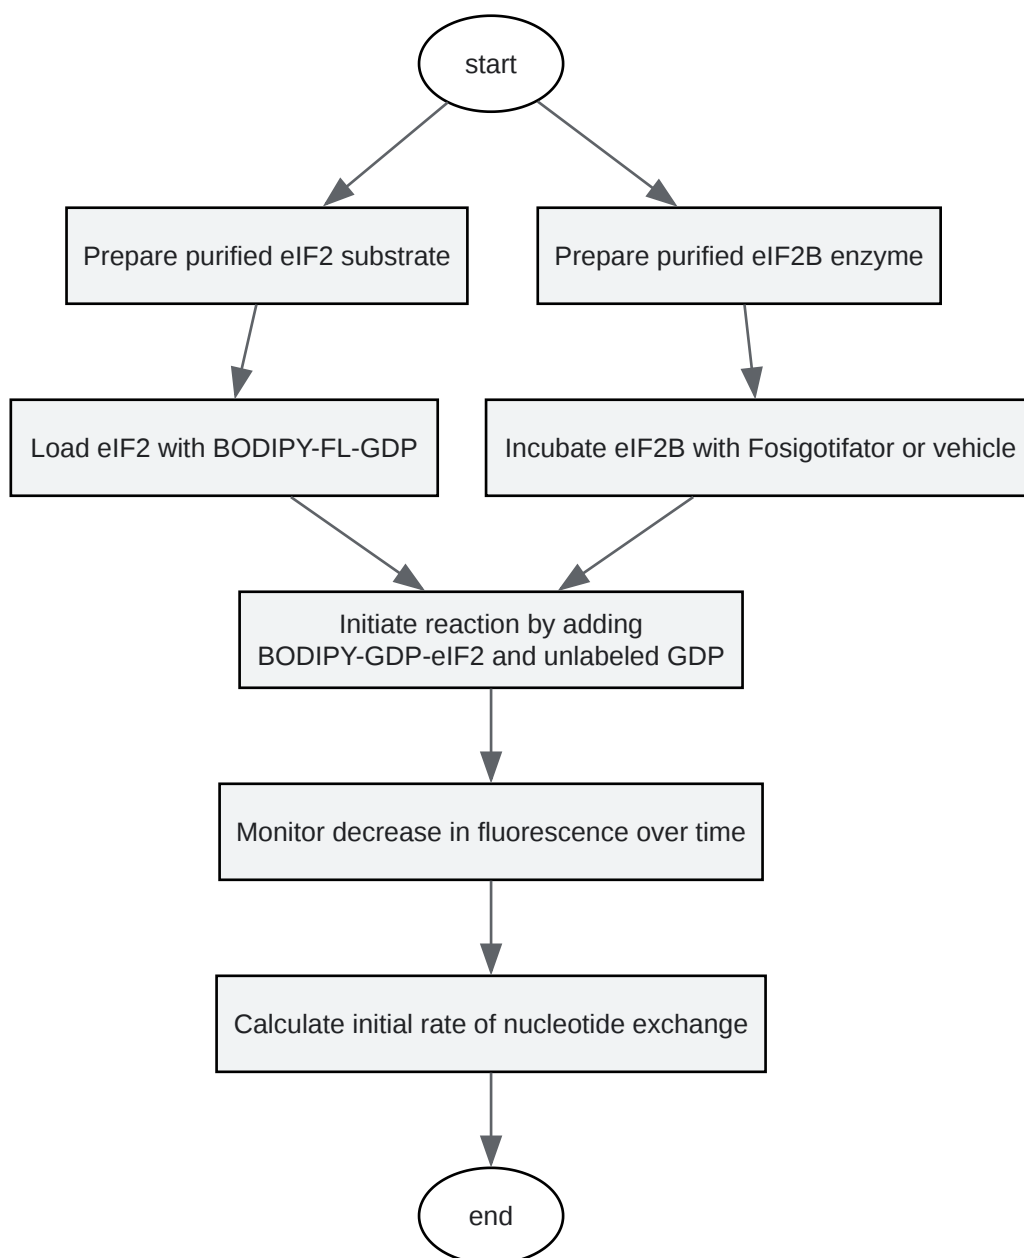 start
Prepare purified eIF2 substrate
Prepare purified eIF2B enzyme
Load eIF2 with BODIPY-FL-GDP
Incubate eIF2B with Fosigotifator or vehicle
Initiate reaction by adding
BODIPY-GDP-eIF2 and unlabeled GDP
Monitor decrease in fluorescence over time
Calculate initial rate of nucleotide exchange
end